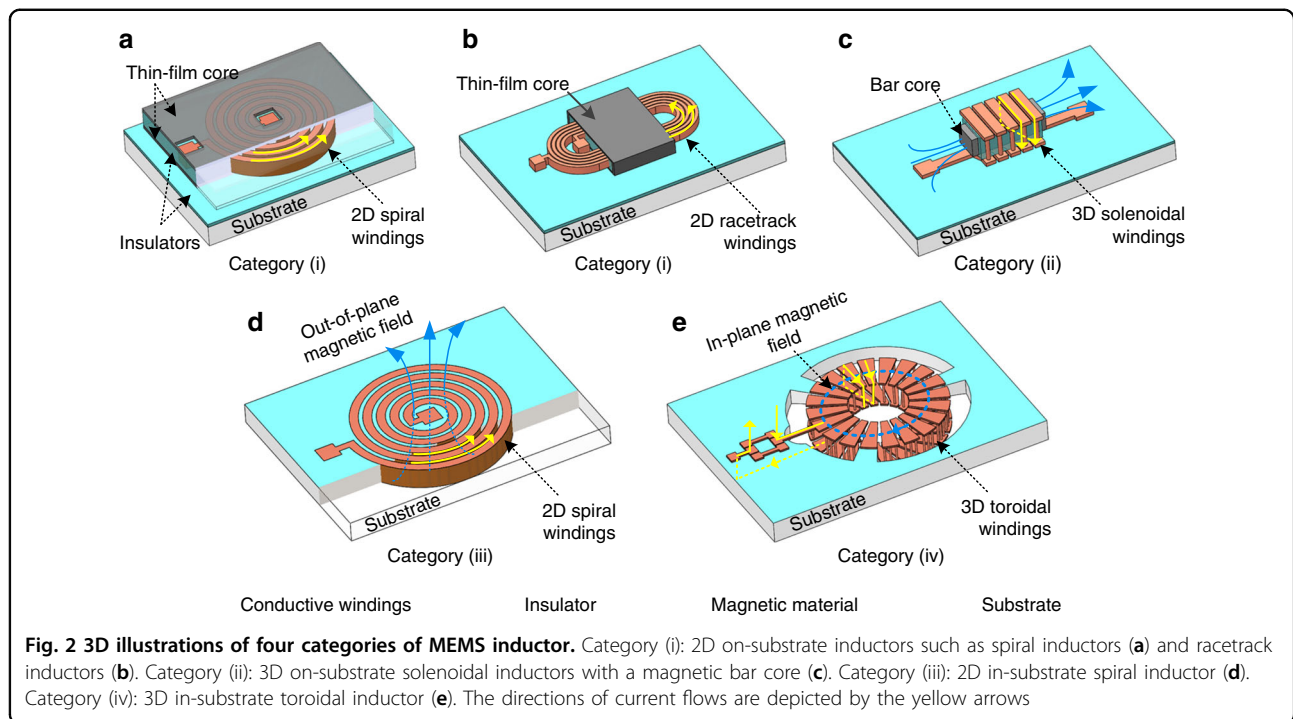 a
Thin-film core
Insulators
Substrate
2D spiral
windings
Category (i)
b
Thin-film core
Substrate
2D racetrack
windings
Category (i)
c
Bar core
Substrate
3D solenoidal
windings
Category (ii)
d
Out-of-plane
magnetic field
Substrate
2D spiral
windings
Category (iii)
e
In-plane magnetic
field
Substrate
3D toroidal
windings
Category (iv)
Conductive windings Insulator Magnetic material Substrate
Fig. 2 3D illustrations of four categories of MEMS inductor. Category (i): 2D on-substrate inductors such as spiral inductors (a) and racetrack
inductors (b). Category (ii): 3D on-substrate solenoidal inductors with a magnetic bar core (c). Category (iii): 2D in-substrate spiral inductor (d).
Category (iv): 3D in-substrate toroidal inductor (e). The directions of current flows are depicted by the yellow arrows